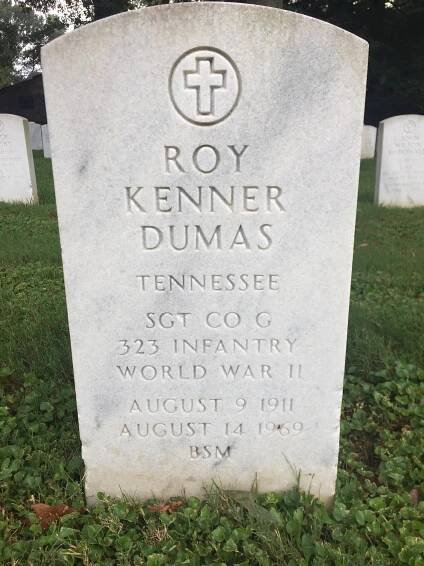 ROY
KENNER
DUMAS
TENNESSEE
SGT CO G
323 INFANTRY
WORLD WAR II
AUGUST 9 1911
AUGUST 14 1969
BSM